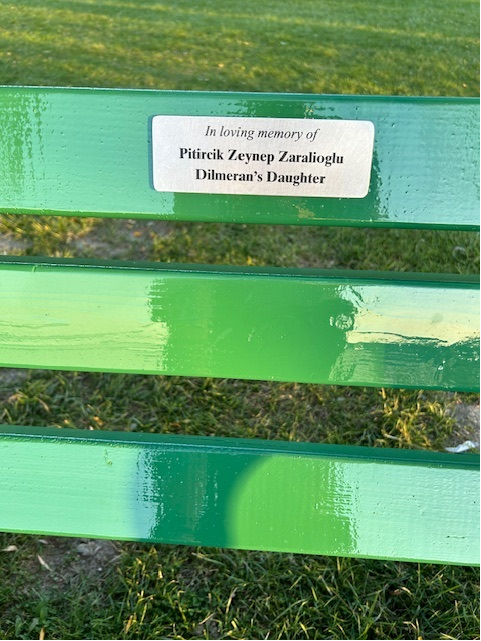 In loving memory of
Pitircik Zeynep Zaralioglu
Dilmeran's Daughter